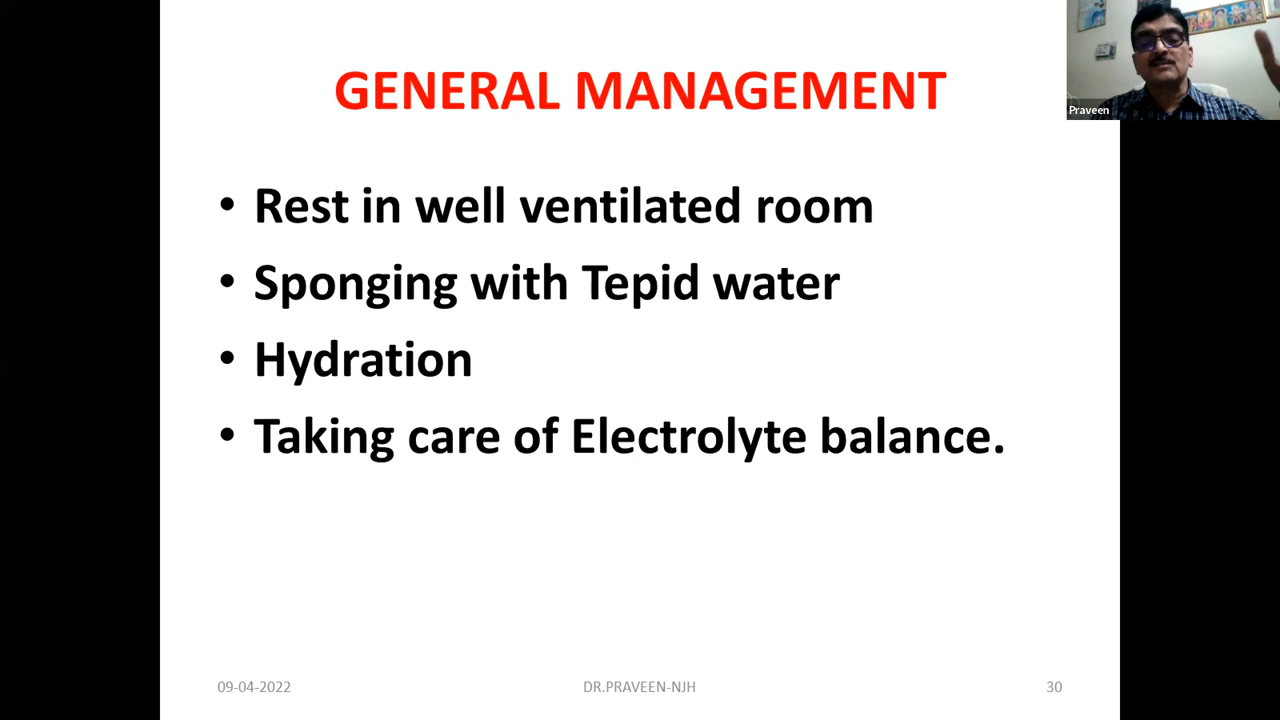 GENERAL MANAGEMENT
Praveen
• Rest in well ventilated room
• Sponging with Tepid water
• Hydration
• Taking care of Electrolyte balance.
09-04-2022 DR.PRAVEEN-NJH 30